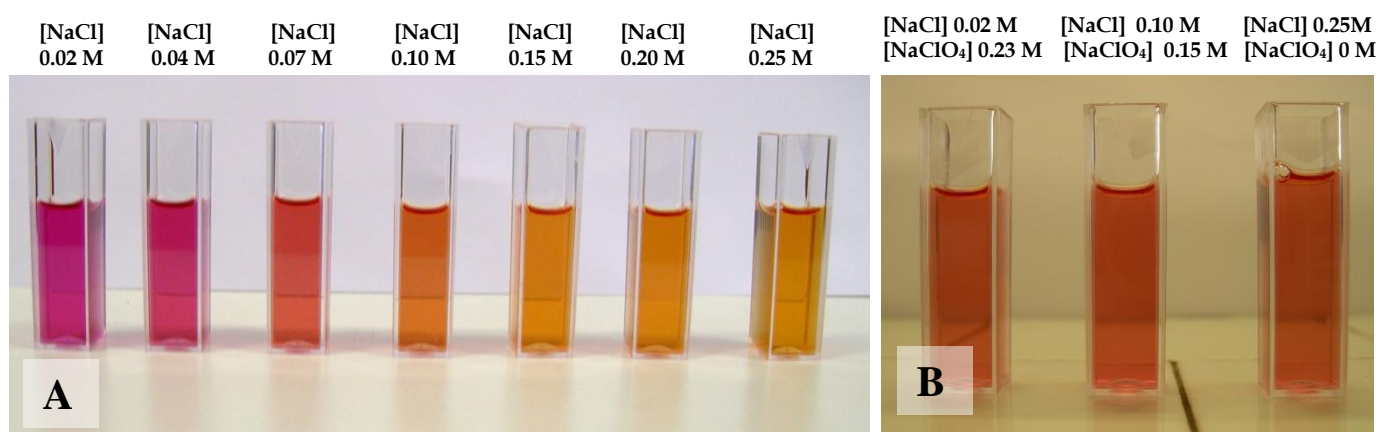 [NaCl] [NaCl] [NaCl] [NaCl] [NaCl] [NaCl] [NaCl]
0.02 M 0.04 M 0.07 M 0.10 M 0.15 M 0.20 M 0.25 M
[NaCl] 0.02 M [NaCl] 0.10 M [NaCl] 0.25M
[NaClO₄] 0.23 M [NaClO₄] 0.15 M [NaClO₄] 0 M
A
B